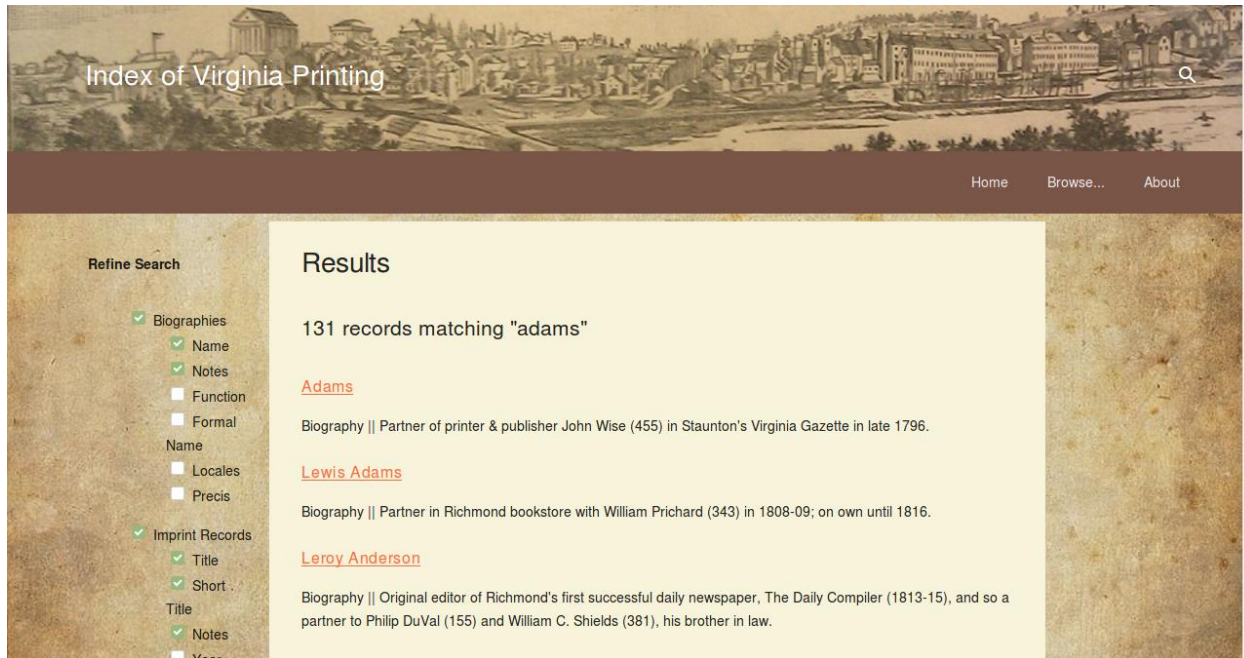 Index of Virginia Printing
Home Browse... About
Refine Search
Biographies
Name
Notes
Function
Formal
Name
Locales
Precis
Imprint Records
Title
Short
Title
Notes
Year
Results
131 records matching "adams"
Adams
Biography || Partner of printer & publisher John Wise (455) in Staunton's Virginia Gazette in late 1796.
Lewis Adams
Biography || Partner in Richmond bookstore with William Prichard (343) in 1808-09; on own until 1816.
Leroy Anderson
Biography || Original editor of Richmond's first successful daily newspaper, The Daily Compiler (1813-15), and so a
partner to Philip DuVal (155) and William C. Shields (381), his brother in law.